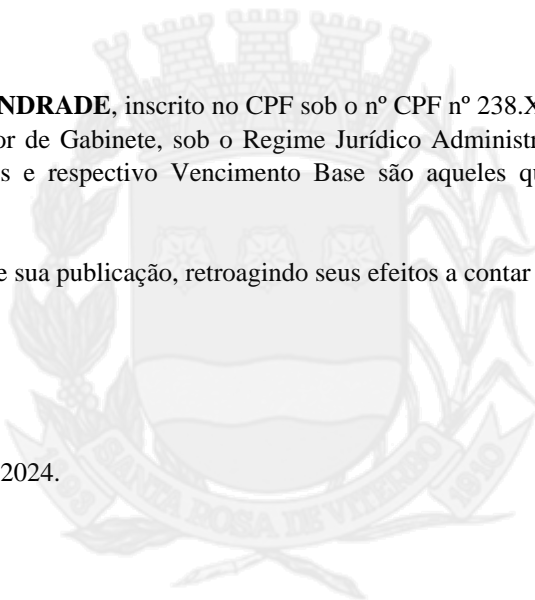 NDRADE, inscrito no CPF sob o nº CPF nº 238.X
or de Gabinete, sob o Regime Jurídico Administr
s e respectivo Vencimento Base são aqueles qu
e sua publicação, retroagindo seus efeitos a contar
2024.
SANTA ROSA DE VITERBO
1910